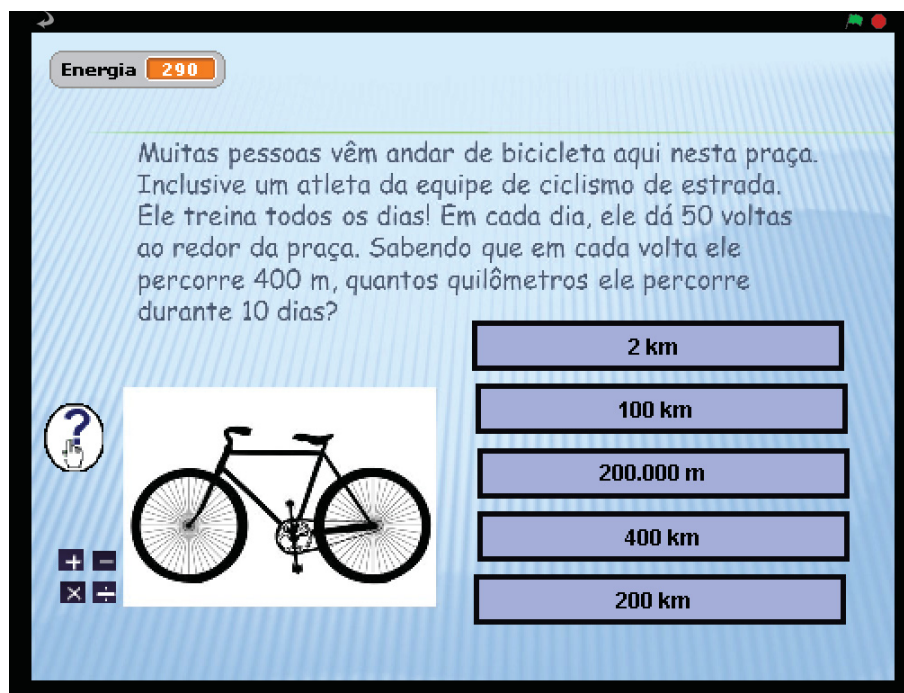 Energia 290
Muitas pessoas vêm andar de bicicleta aqui nesta praça.
Inclusive um atleta da equipe de ciclismo de estrada.
Ele treina todos os dias! Em cada dia, ele dá 50 voltas
ao redor da praça. Sabendo que em cada volta ele
percorre 400 m, quantos quilômetros ele percorre
durante 10 dias?
2 km
100 km
200.000 m
400 km
200 km
?
+ −
× ÷